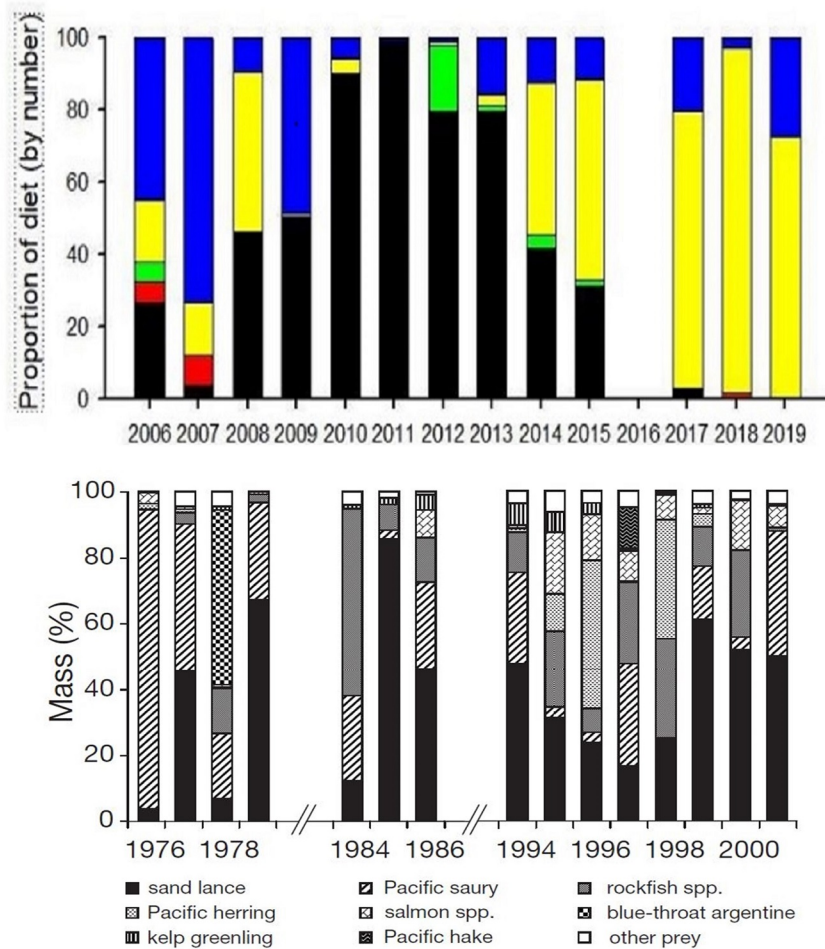 Proportion of diet (by number)
100
80
60
40
20
0
2006 2007 2008 2009 2010 2011 2012 2013 2014 2015 2016 2017 2018 2019
Mass (%)
100
80
60
40
20
0
1976 1978 1984 1986 1994 1996 1998 2000
sand lance Pacific saury rockfish spp.
Pacific herring salmon spp. blue-throat argentine
kelp greenling Pacific hake other prey